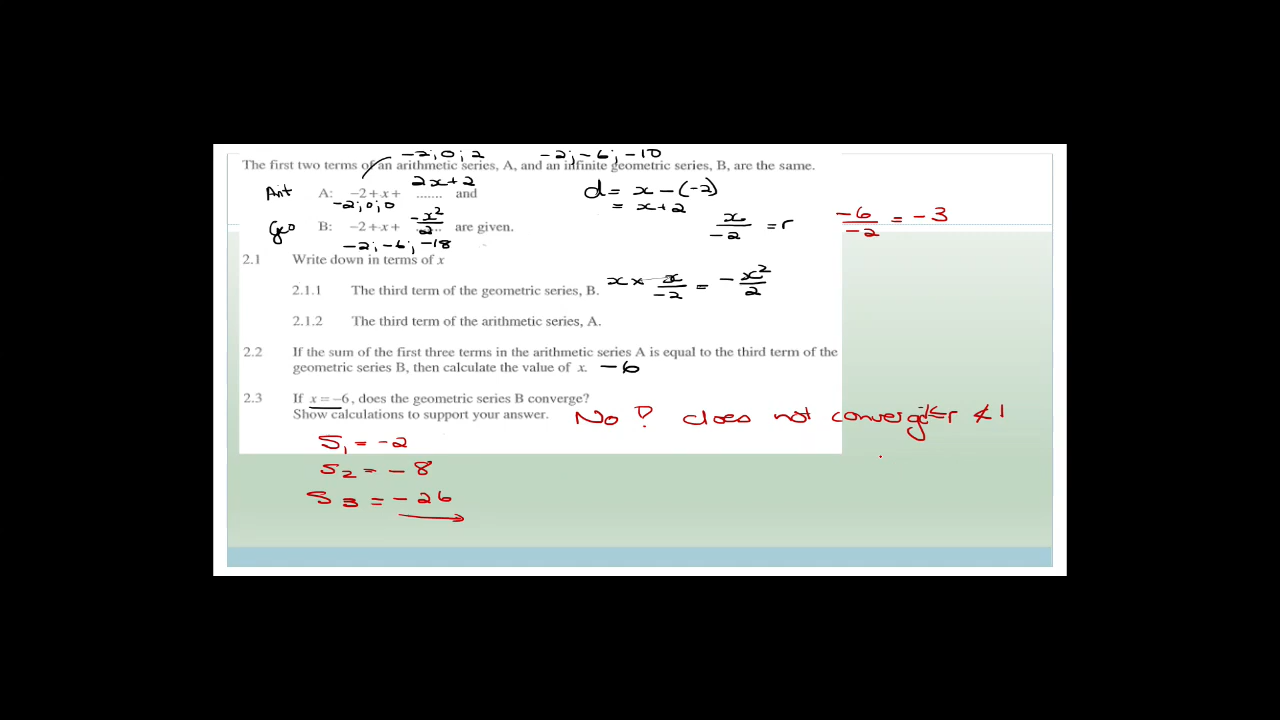 -2; 0; 2 -2; -6; -10
The first two terms of an arithmetic series, A, and an infinite geometric series, B, are the same.
Arit A: -2 + x + ....... and 2x+2 d = x - (-2)
-2; 0; 0 = x+2
Geo B: -2 + x + ....... are given. -x²/2 x/-2 = r -6/-2 = -3
-2; -6; -18
2.1 Write down in terms of x
2.1.1 The third term of the geometric series, B. x × x/-2 = -x²/2
2.1.2 The third term of the arithmetic series, A.
2.2 If the sum of the first three terms in the arithmetic series A is equal to the third term of the
geometric series B, then calculate the value of x. -6
2.3 If x = -6, does the geometric series B converge?
Show calculations to support your answer. No does not converge -1< r ≮ 1
S₁ = -2
S₂ = -8
S₃ = -26